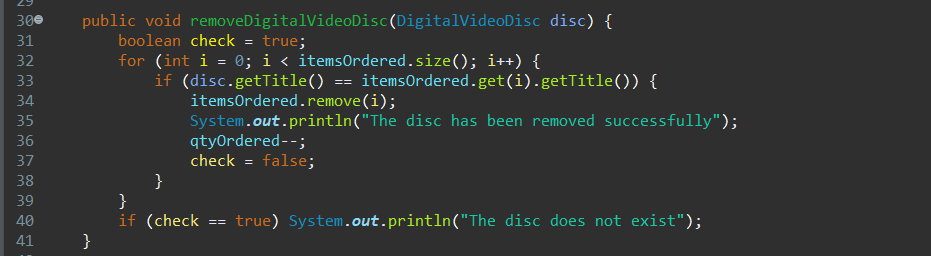 30 public void removeDigitalVideoDisc(DigitalVideoDisc disc) {
31 boolean check = true;
32 for (int i = 0; i < itemsOrdered.size(); i++) {
33 if (disc.getTitle() == itemsOrdered.get(i).getTitle()) {
34 itemsOrdered.remove(i);
35 System.out.println("The disc has been removed successfully");
36 qtyOrdered--;
37 check = false;
38 }
39 }
40 if (check == true) System.out.println("The disc does not exist");
41 }